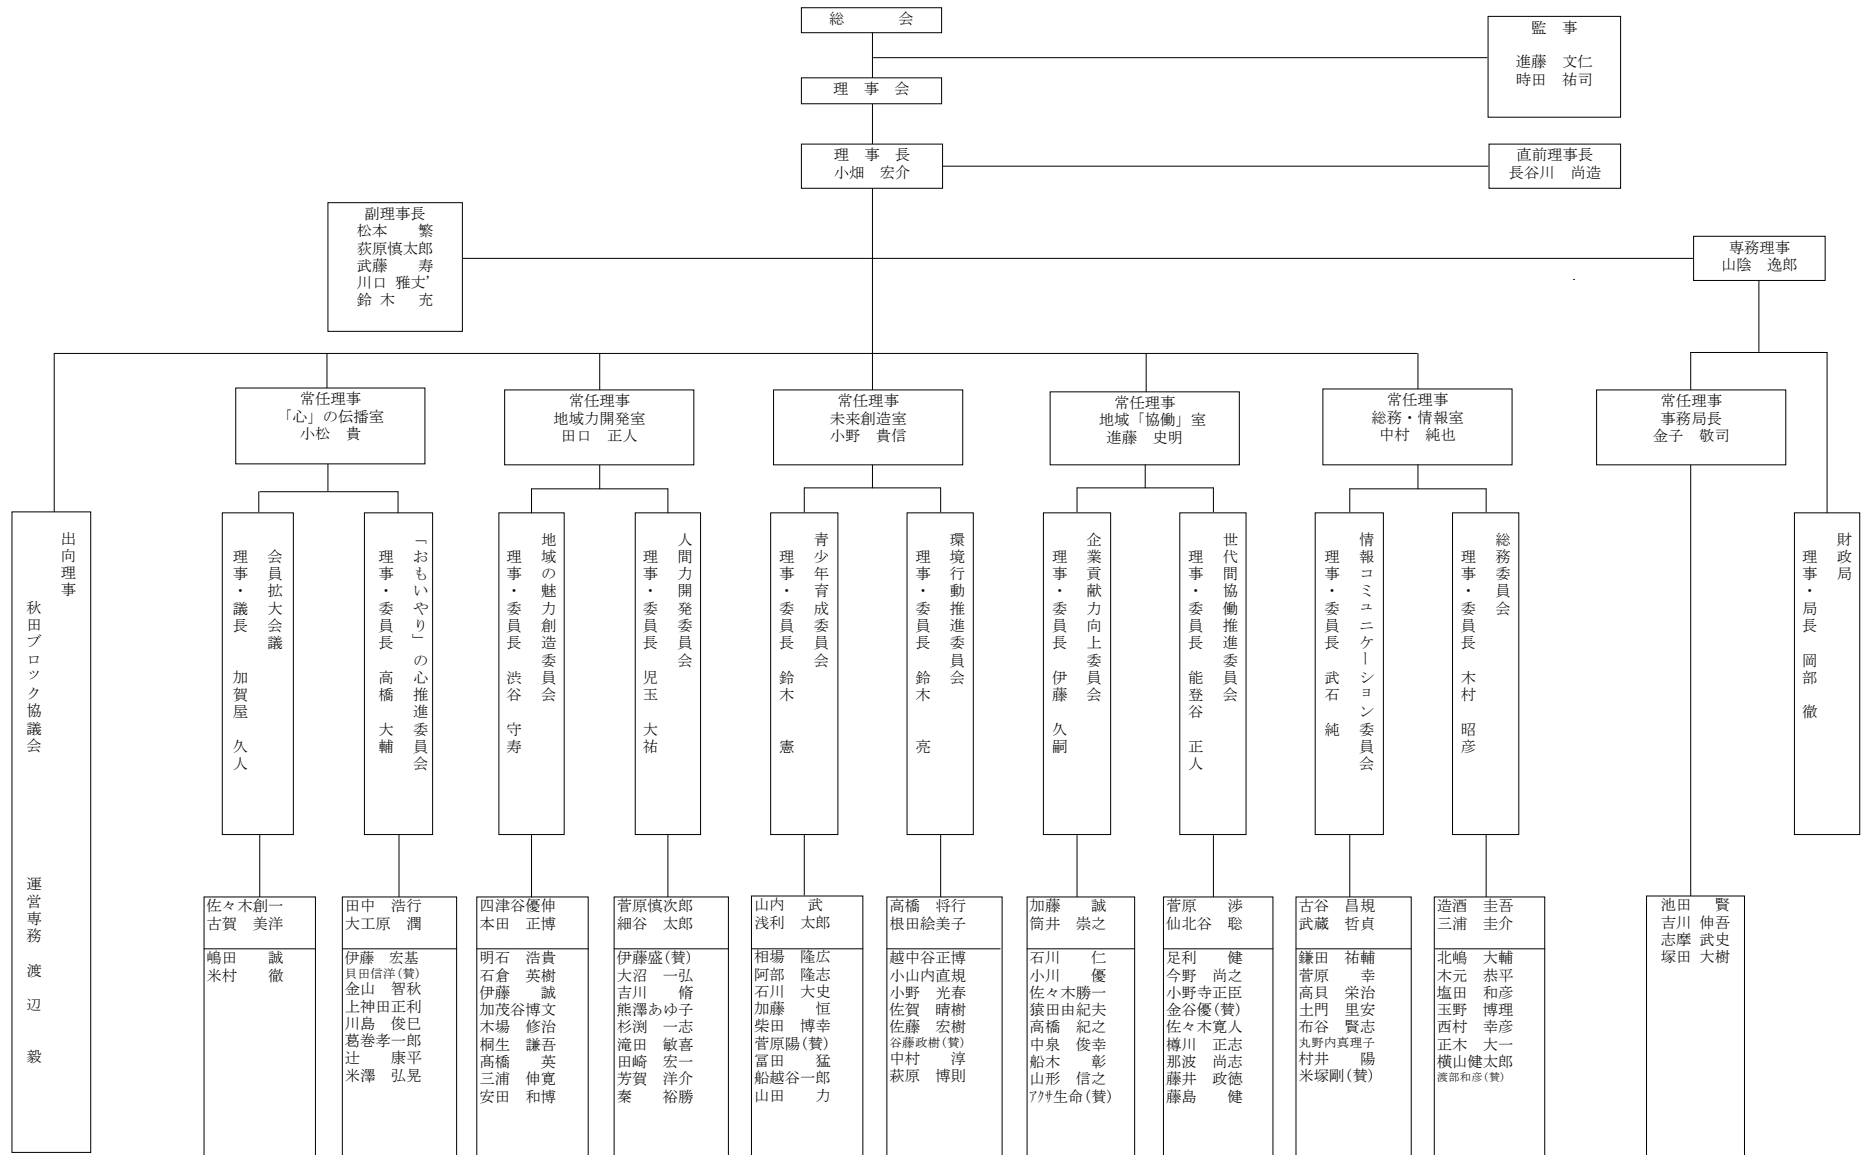 総　　　会
監　事
進藤　文仁
時田　祐司
理　事　会
理　事　長
小畑　宏介
直前理事長
長谷川　尚造
副理事長
松本　　繁
荻原慎太郎
武藤　　寿
川口 雅丈’
鈴 木　 充
専務理事
山陰　逸郎
常任理事
「心」の伝播室
小松　貴
常任理事
地域力開発室
田口　正人
常任理事
未来創造室
小野　貴信
常任理事
地域「協働」室
進藤　史明
常任理事
総務・情報室
中村　純也
常任理事
事務局長
金子　敬司
出向理事
秋田ブロック協議会　　運営専務　渡　辺　　毅
会員拡大会議
理事・議長　加賀屋　久人
「おもいやり」の心推進委員会
理事・委員長　高橋　大輔
地域の魅力創造委員会
理事・委員長　渋谷　守寿
人間力開発委員会
理事・委員長　児玉　大祐
青少年育成委員会
理事・委員長　鈴木　　憲
環境行動推進委員会
理事・委員長　鈴木　　亮
企業貢献力向上委員会
理事・委員長　伊藤　久嗣
世代間協働推進委員会
理事・委員長　能登谷　正人
情報コミュニケーション委員会
理事・委員長　武石　純
総務委員会
理事・委員長　木村　昭彦
財政局
理事・局長　岡部　徹
佐々木創一
古賀　美洋
嶋田　　誠
米村　　徹
田中　浩行
大工原　潤
伊藤　宏基
貝田信洋(賛)
金山　智秋
上神田正利
川島　俊巳
葛巻孝一郎
辻　　康平
米澤　弘晃
四津谷優伸
本田　正博
明石　浩貴
石倉　英樹
伊藤　　誠
加茂谷博文
木場　修治
桐生　謙吾
髙橋　　英
三浦　伸寛
安田　和博
菅原慎次郎
細谷　太郎
伊藤盛(賛)
大沼　一弘
吉川　　脩
熊澤あゆ子
杉渕　一志
滝田　敏喜
田崎　宏一
芳賀　洋介
秦　　裕勝
山内　　武
浅利　太郎
相場　隆広
阿部　隆志
石川　大史
加藤　　恒
柴田　博幸
菅原陽(賛)
冨田　　猛
船越谷一郎
山田　　力
高橋　将行
根田絵美子
越中谷正博
小山内直規
小野　光春
佐賀　晴樹
佐藤　宏樹
谷藤政樹(賛)
中村　　淳
萩原　博則
加藤　　誠
筒井　崇之
石川　　仁
小川　　優
佐々木勝一
猿田由紀夫
高橋　紀之
中泉　俊幸
船木　　彰
山形　信之
アクサ生命(賛)
菅原　　渉
仙北谷　聡
足利　　健
今野　尚之
小野寺正臣
金谷優(賛)
佐々木寛人
樽川　正志
那波　尚志
藤井　政徳
藤島　　健
古谷　昌規
武蔵　哲貞
鎌田　祐輔
菅原　　幸
高貝　栄治
土門　里安
布谷　賢志
丸野内真理子
村井　　陽
米塚剛(賛)
造酒　圭吾
三浦　圭介
北嶋　大輔
木元　恭平
塩田　和彦
玉野　博理
西村　幸彦
正木　大一
横山健太郎
渡部和彦(賛)
池田　　賢
吉川　伸吾
志摩　武史
塚田　大樹